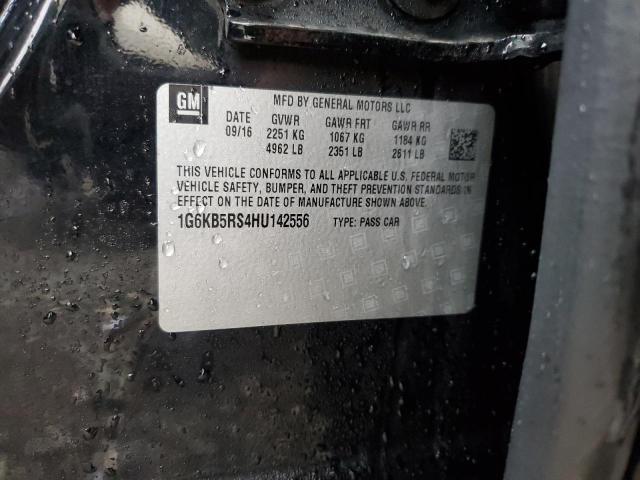 GM
MFD BY GENERAL MOTORS LLC
DATE GVWR GAWR FRT GAWR RR
09/16 2251 KG 1067 KG 1184 KG
4962 LB 2351 LB 2611 LB
THIS VEHICLE CONFORMS TO ALL APPLICABLE U.S. FEDERAL MOTOR
VEHICLE SAFETY, BUMPER, AND THEFT PREVENTION STANDARDS IN
EFFECT ON THE DATE OF MANUFACTURE SHOWN ABOVE.
1G6KB5RS4HU142556 TYPE: PASS CAR